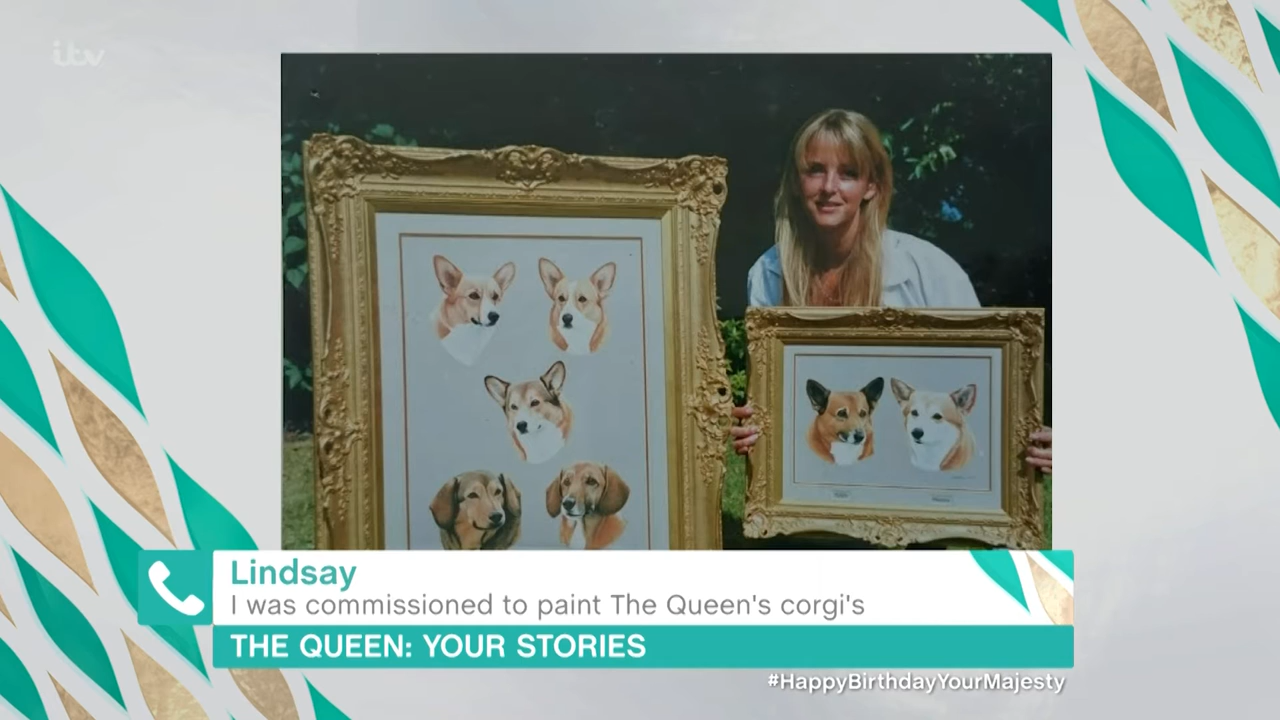 itv
Lindsay
I was commissioned to paint The Queen's corgi's
THE QUEEN: YOUR STORIES
#HappyBirthdayYourMajesty